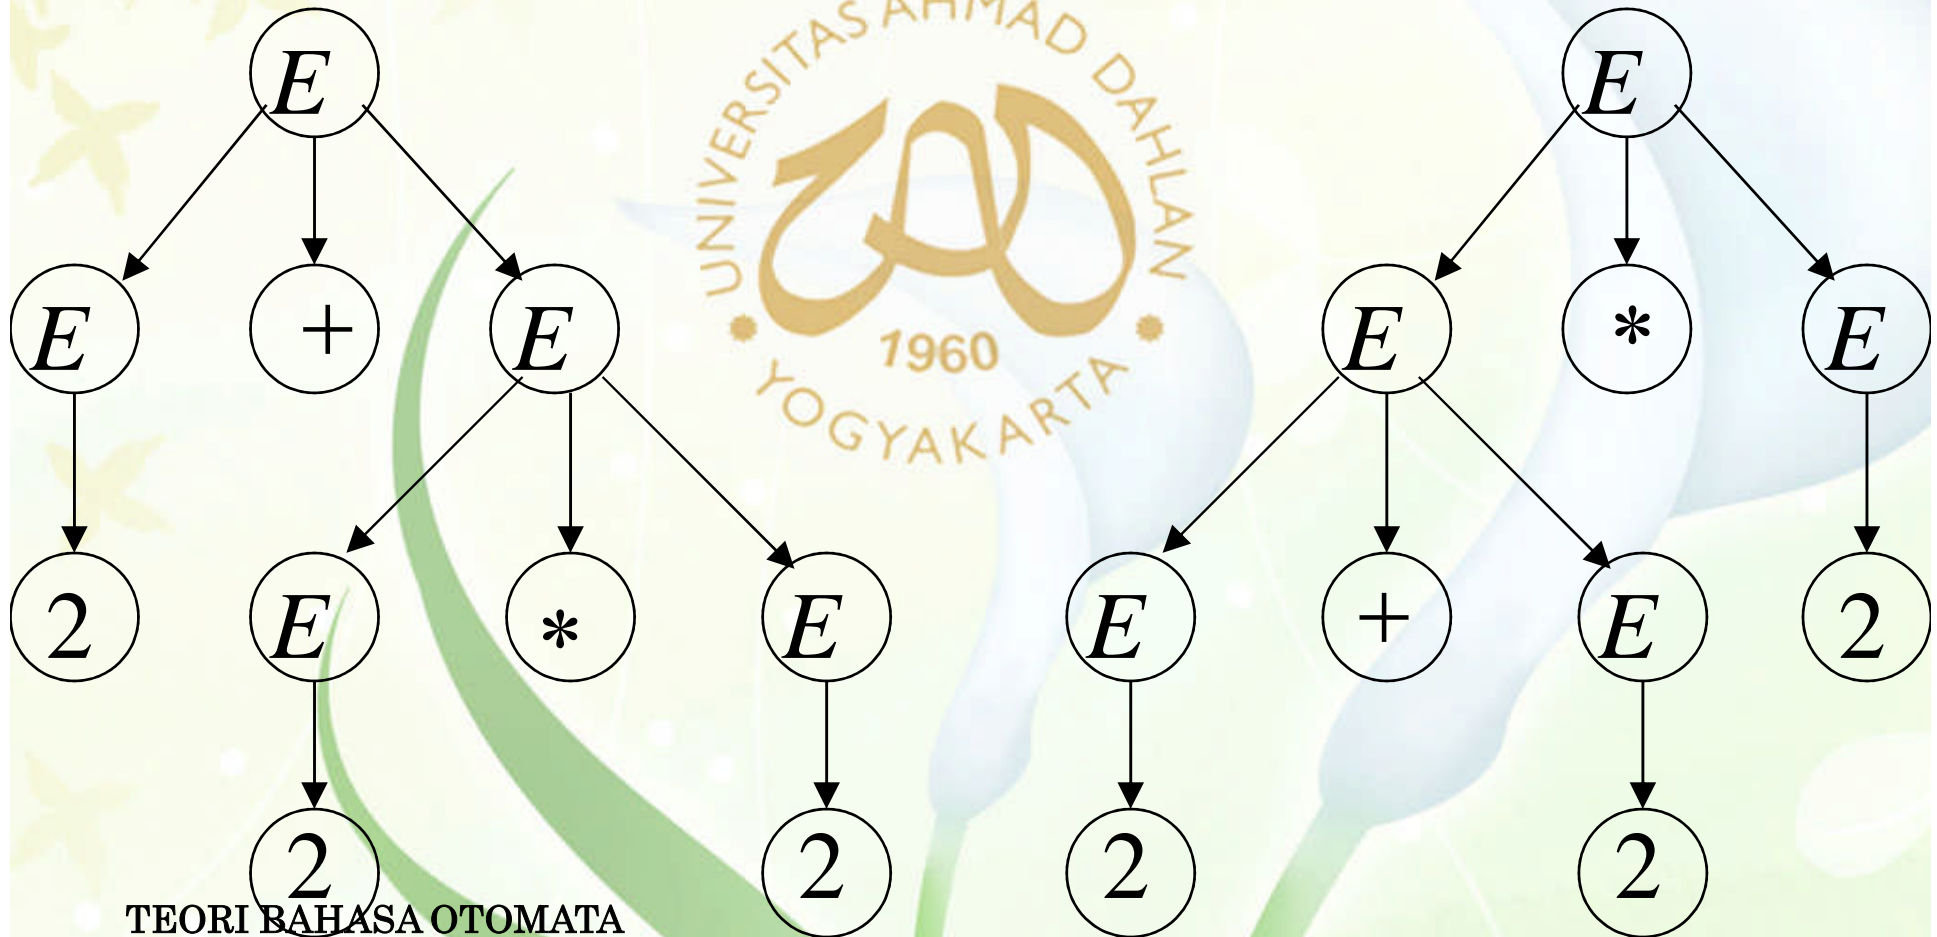 UNIVERSITAS AHMAD DAHLAN
1960
YOGYAKARTA
E
E + E
2 E * E
2 2
E
E * E
E + E 2
2 2
TEORI BAHASA OTOMATA